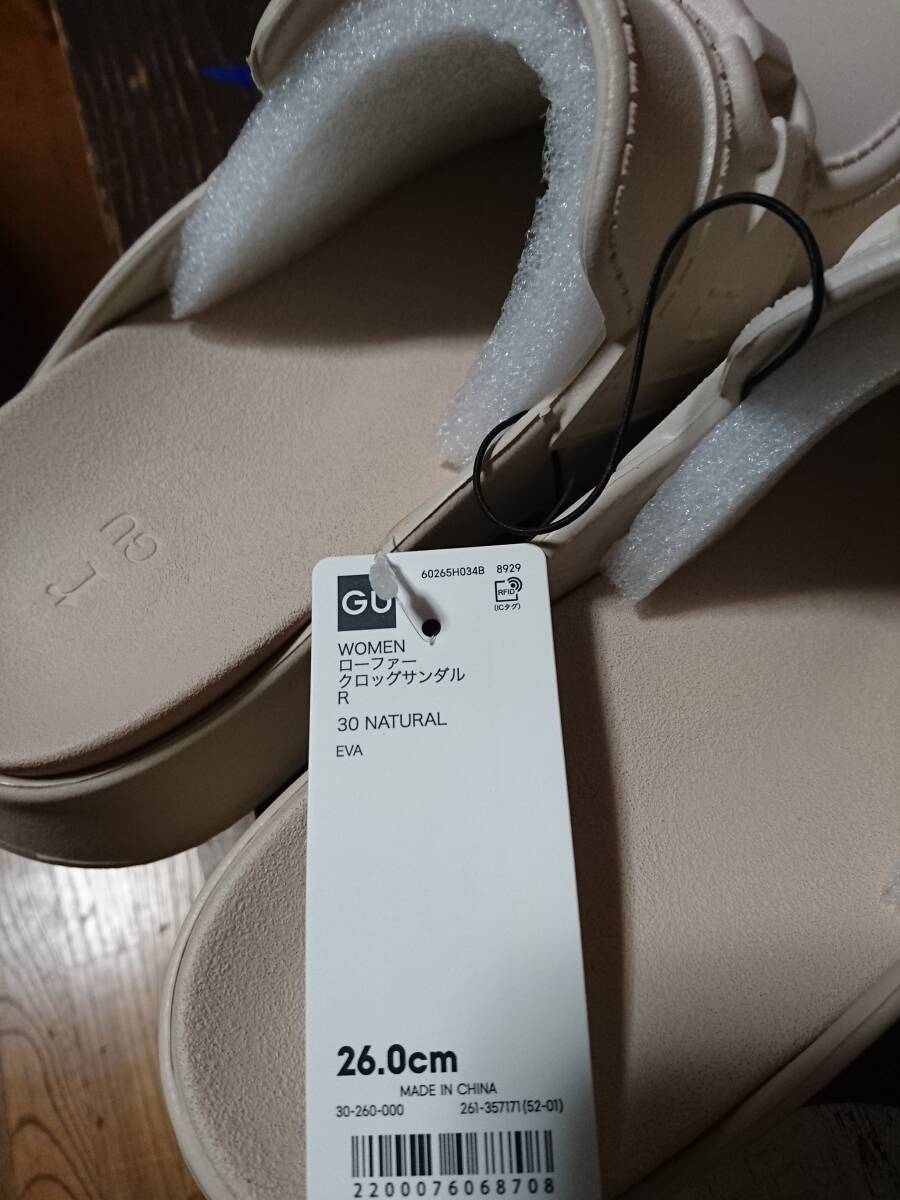 r r
GU
60265H034B 8929
GU
RFID
(ICタグ)
WOMEN
ローファー
クロッグサンダル
R
30 NATURAL
EVA
26.0cm
MADE IN CHINA
30-260-000 261-357171(52-01)
2200076068708